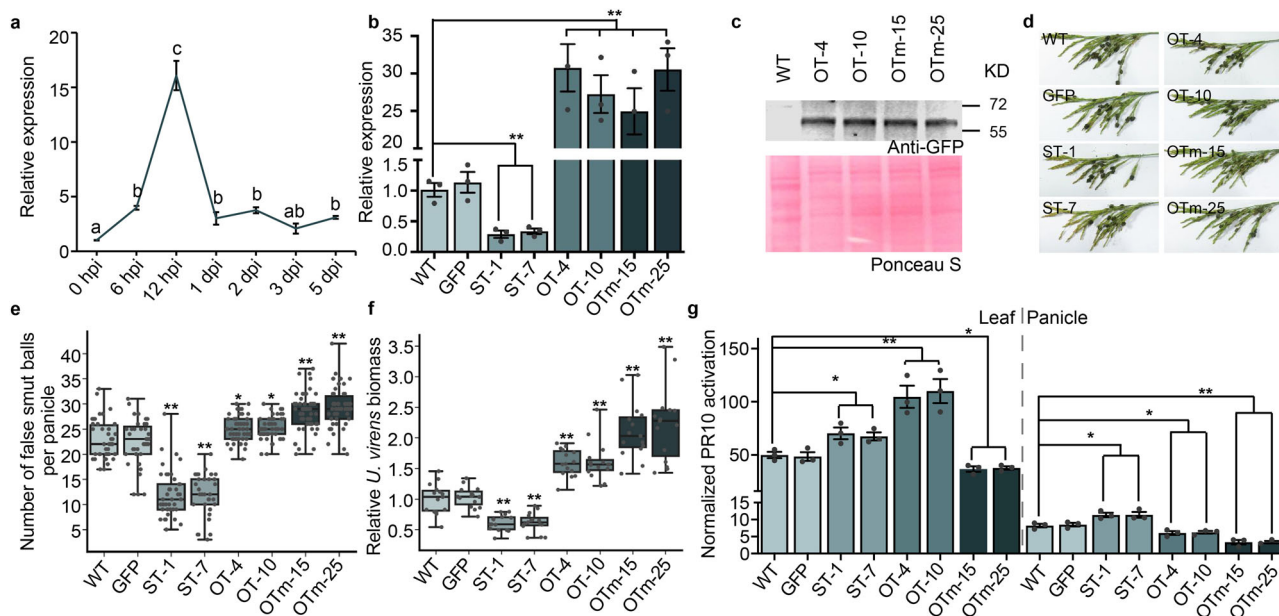 a
Relative expression
20
15
10
5
0
a
b
c
b
b
ab
b
0 hpi
6 hpi
12 hpi
1 dpi
2 dpi
3 dpi
5 dpi
b
Relative expression
35
30
25
20
1.5
1.0
0.5
0.0
**
**
WT
GFP
ST-1
ST-7
OT-4
OT-10
OTm-15
OTm-25
c
WT
OT-4
OT-10
OTm-15
OTm-25
KD
72
55
Anti-GFP
Ponceau S
d
WT
OT-4
GFP
OT-10
ST-1
OTm-15
ST-7
OTm-25
e
Number of false smut balls
per panicle
40
35
30
25
20
15
10
5
**
**
*
*
**
**
WT
GFP
ST-1
ST-7
OT-4
OT-10
OTm-15
OTm-25
f
Relative U. virens biomass
3.5
3.0
2.5
2.0
1.5
1.0
0.5
**
**
**
**
**
**
WT
GFP
ST-1
ST-7
OT-4
OT-10
OTm-15
OTm-25
g
Leaf
Panicle
Normalized PR10 activation
150
100
50
15
10
5
0
*
**
*
*
*
**
WT
GFP
ST-1
ST-7
OT-4
OT-10
OTm-15
OTm-25
WT
GFP
ST-1
ST-7
OT-4
OT-10
OTm-15
OTm-25